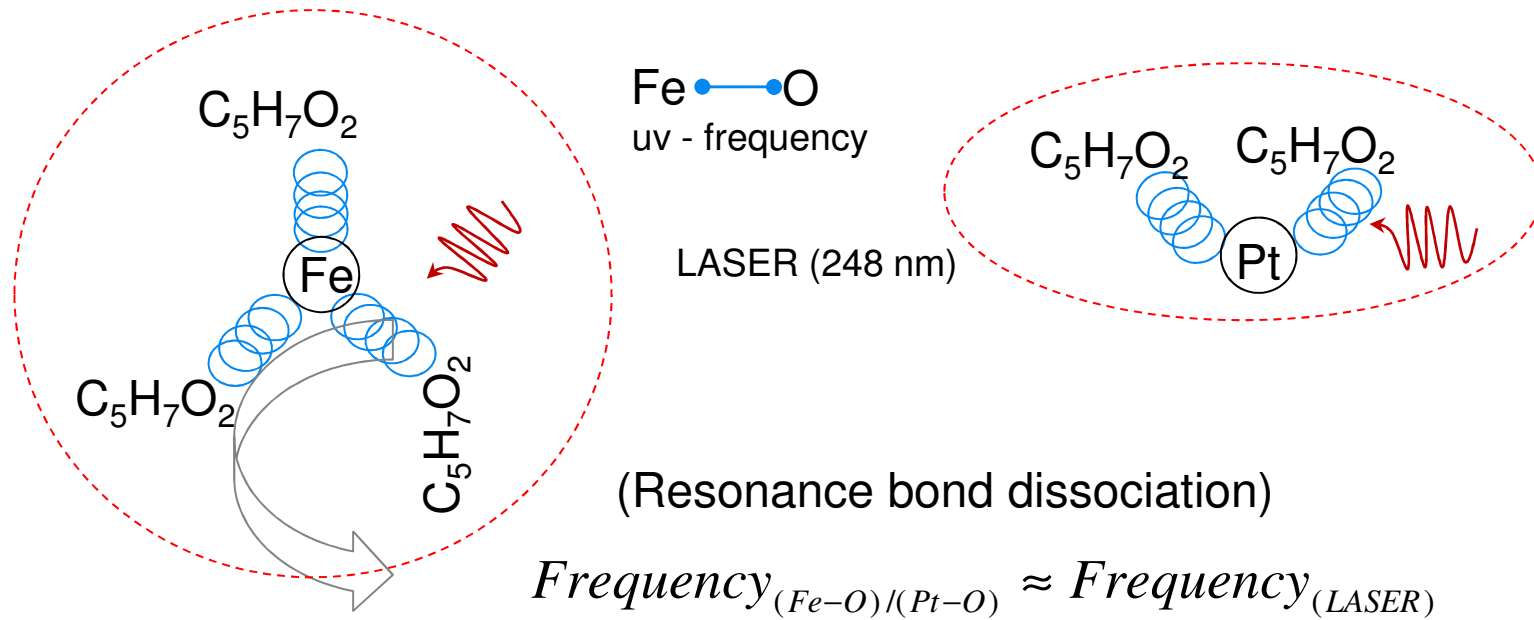 C₅H₇O₂
Fe
C₅H₇O₂
C₅H₇O₂
Fe O
uv - frequency
LASER (248 nm)
C₅H₇O₂
C₅H₇O₂
Pt
(Resonance bond dissociation)
Frequency₍Fe₋O₎/₍Pt₋O₎ ≈ Frequency₍LASER₎